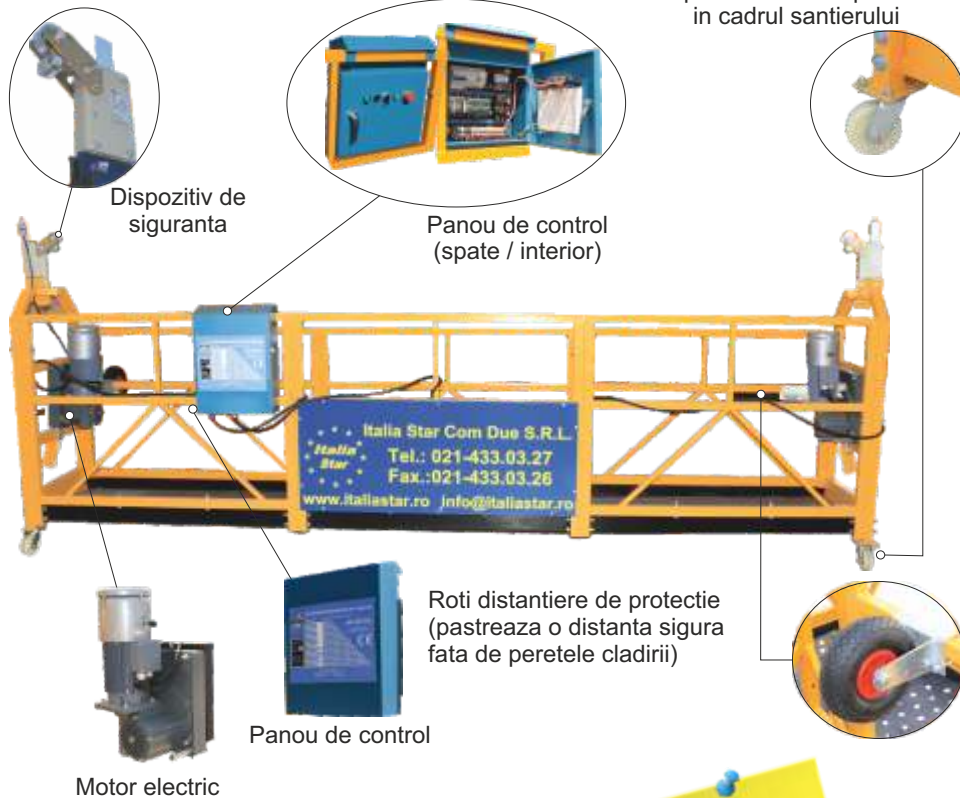 in cadrul santierului
Dispozitiv de
siguranta
Panou de control
(spate / interior)
Italia Star Com Due S.R.L.
Italia
Star
Tel.: 021-433.03.27
Fax.:021-433.03.26
www.italiastar.ro info@italiastar.ro
Roti distantiere de protectie
(pastreaza o distanta sigura
fata de peretele cladirii)
Panou de control
Motor electric